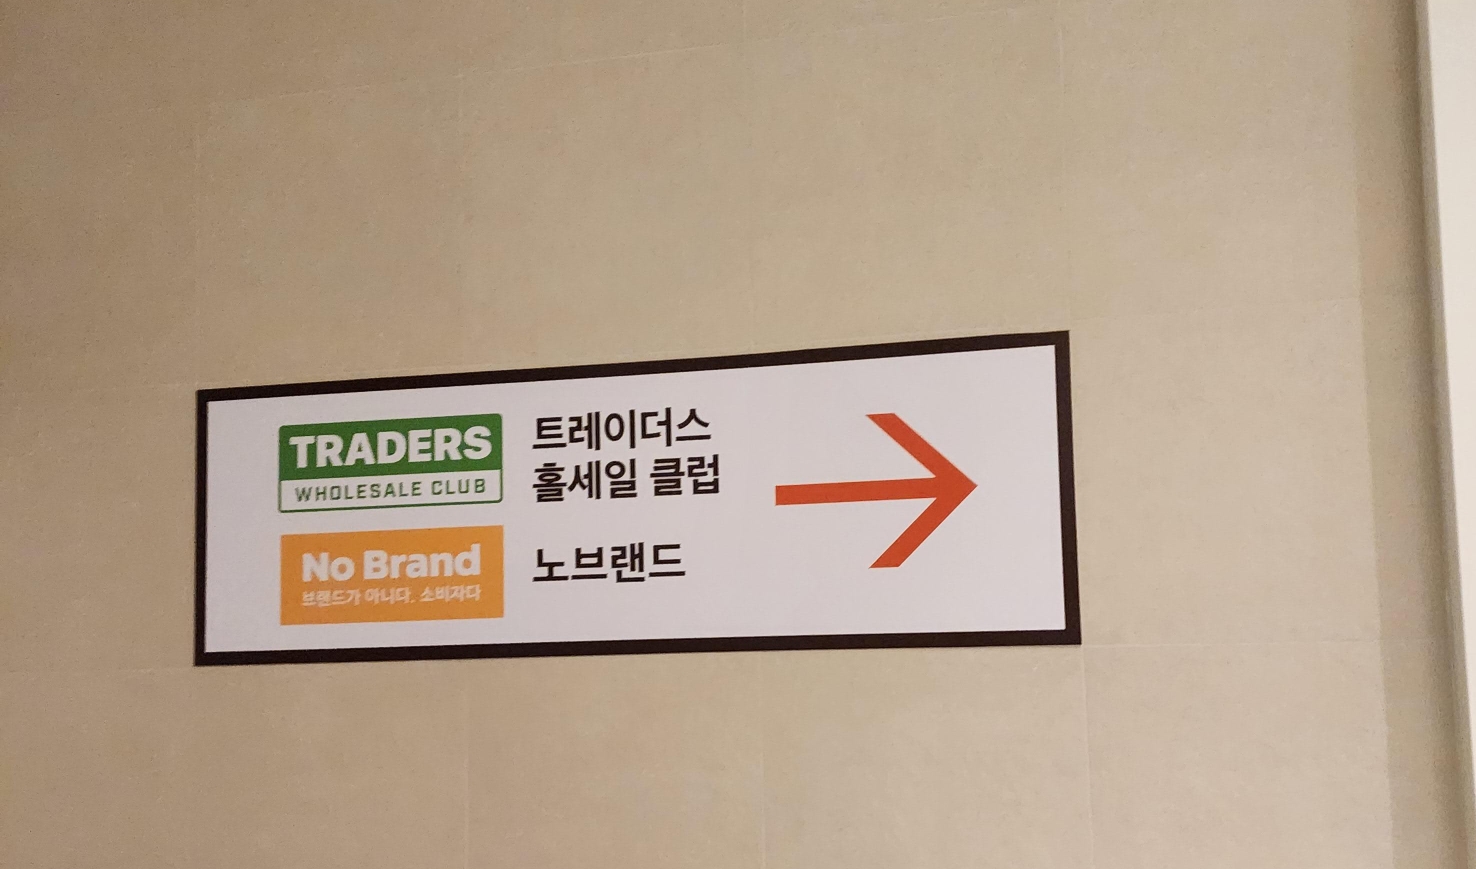 TRADERS
WHOLESALE CLUB
트레이더스
홀세일 클럽
No Brand
브랜드가 아니다. 소비자다
노브랜드